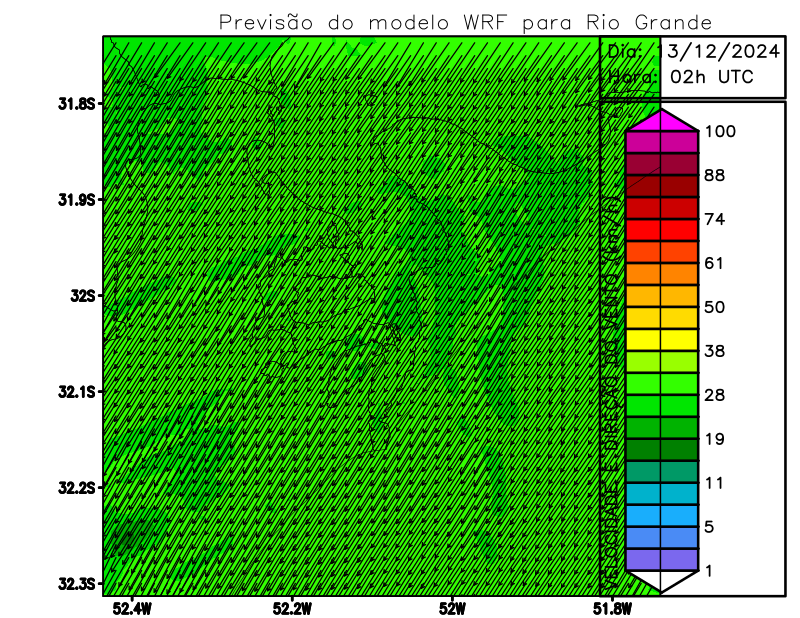 Previsão do modelo WRF para Rio Grande
Dia: 13/12/2024
Hora: 02h UTC
31.8S
31.9S
32S
32.1S
32.2S
32.3S
52.4W
52.2W
52W
51.8W
VELOCIDADE E DIREÇÃO DO VENTO (km/h)
100
88
74
61
50
38
28
19
11
5
1